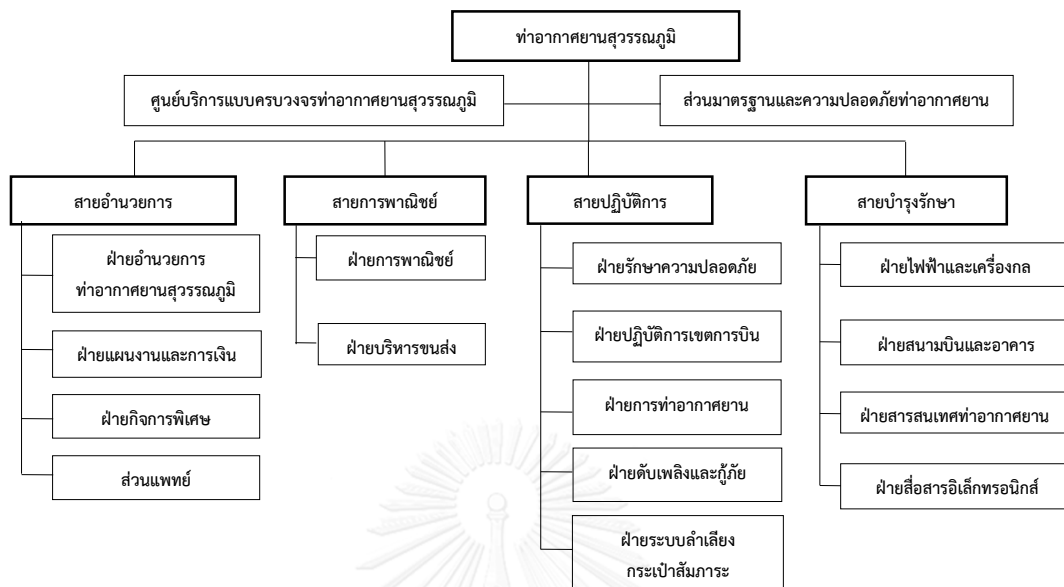 ท่าอากาศยานสุวรรณภูมิ
ศูนย์บริการแบบครบวงจรท่าอากาศยานสุวรรณภูมิ
ส่วนมาตรฐานและความปลอดภัยท่าอากาศยาน
สายอำนวยการ
ฝ่ายอำนวยการ
ท่าอากาศยานสุวรรณภูมิ
ฝ่ายแผนงานและการเงิน
ฝ่ายกิจการพิเศษ
ส่วนแพทย์
สายการพาณิชย์
ฝ่ายการพาณิชย์
ฝ่ายบริหารขนส่ง
สายปฏิบัติการ
ฝ่ายรักษาความปลอดภัย
ฝ่ายปฏิบัติการเขตการบิน
ฝ่ายการท่าอากาศยาน
ฝ่ายดับเพลิงและกู้ภัย
ฝ่ายระบบลำเลียง
กระเป๋าสัมภาระ
สายบำรุงรักษา
ฝ่ายไฟฟ้าและเครื่องกล
ฝ่ายสนามบินและอาคาร
ฝ่ายสารสนเทศท่าอากาศยาน
ฝ่ายสื่อสารอิเล็กทรอนิกส์